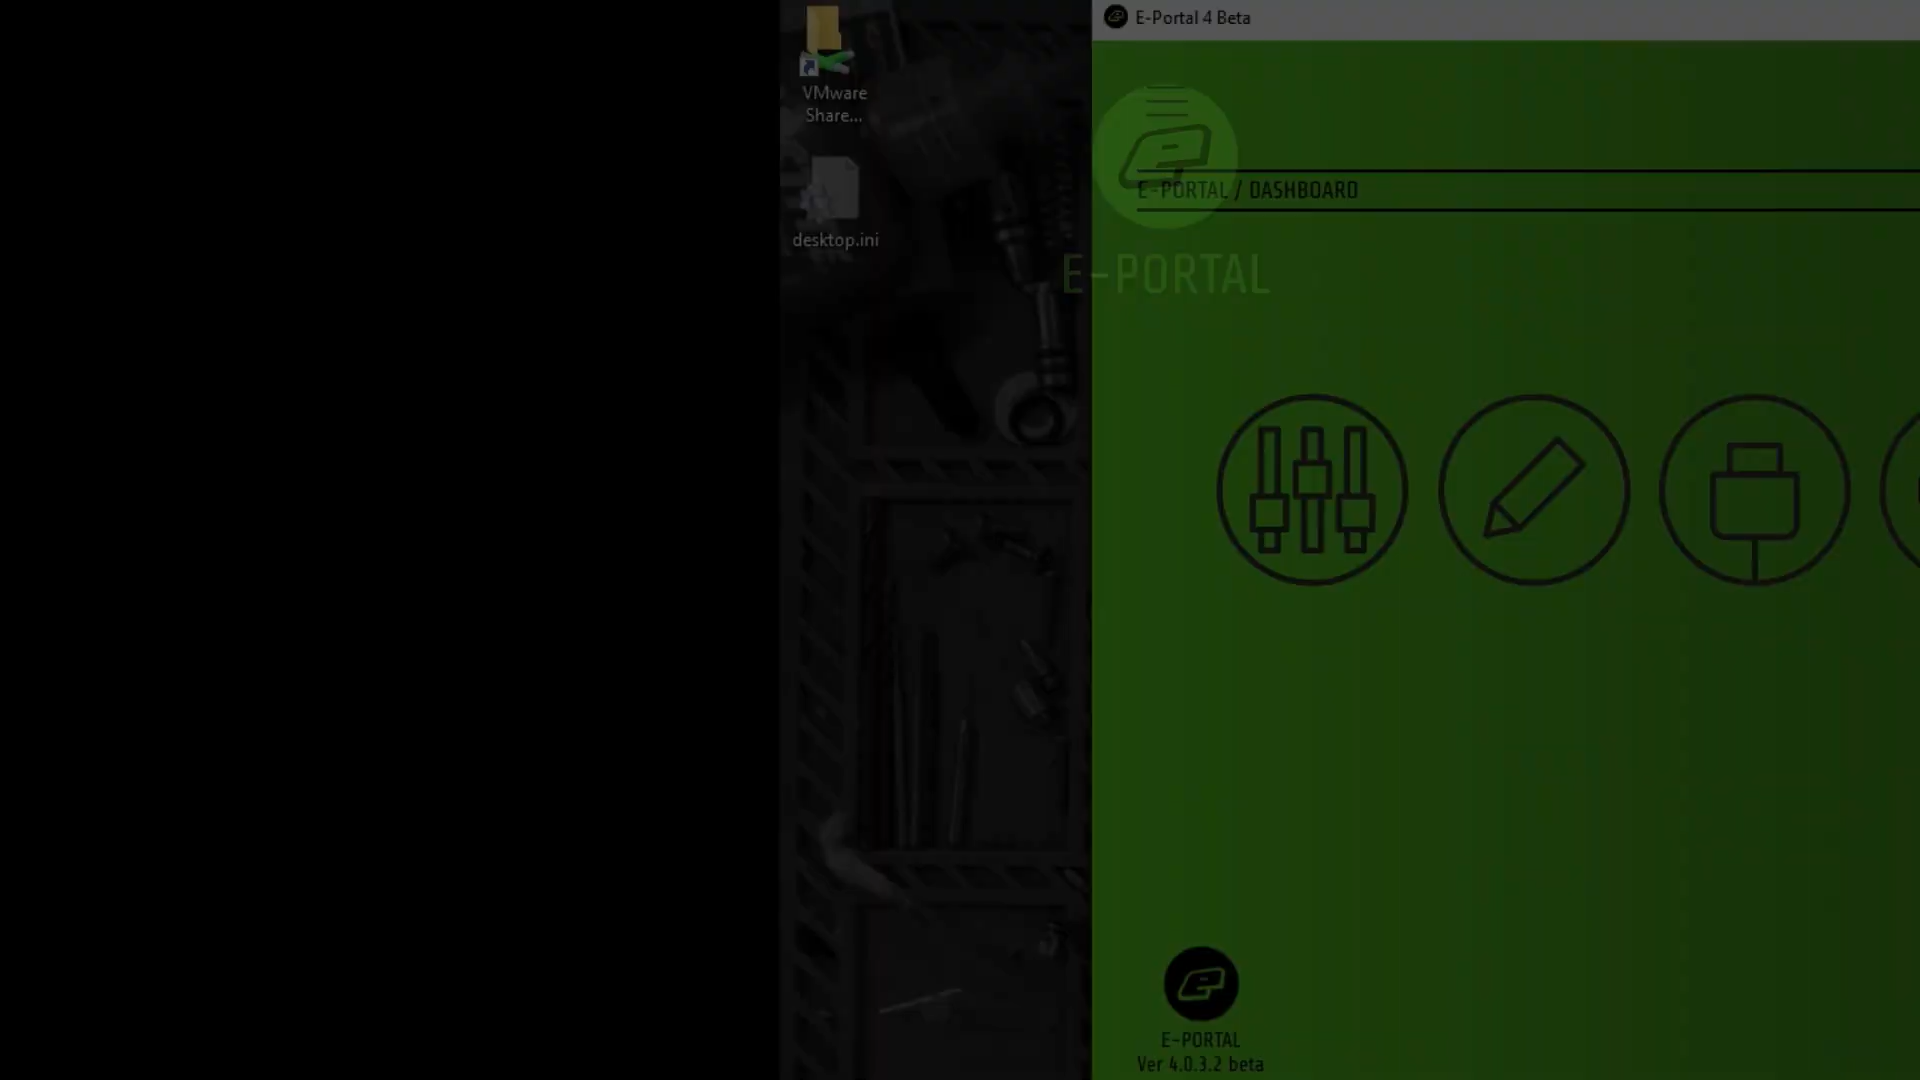 VMware
Share...
desktop.ini
E-Portal 4 Beta
E-PORTAL / DASHBOARD
E-PORTAL
E-PORTAL
Ver 4.0.3.2 beta